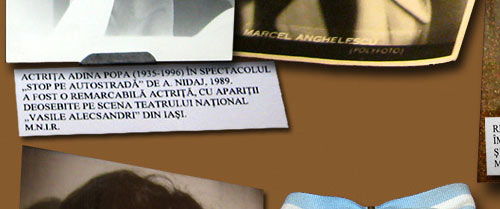 MARCEL ANGHELESCU
(POLYFOTO)
ACTRIȚA ADINA POPA (1935-1996) ÎN SPECTACOLUL
„STOP PE AUTOSTRADĂ” DE A. NIDAJ, 1989.
A FOST O REMARCABILĂ ACTRIȚĂ, CU APARIȚII
DEOSEBITE PE SCENA TEATRULUI NAȚIONAL
„VASILE ALECSANDRI” DIN IAȘI.
M.N.I.R.